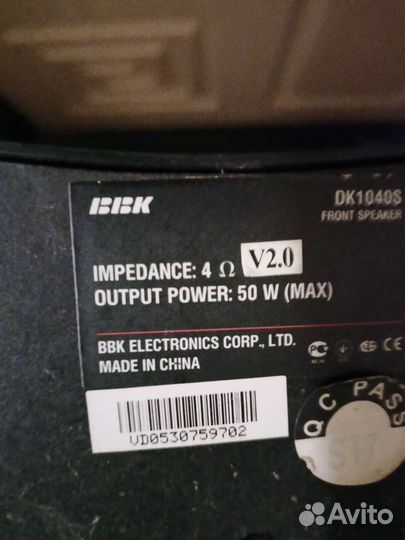 BBK
DK1040S
FRONT SPEAKER
IMPEDANCE: 4 Ω V2.0
OUTPUT POWER: 50 W (MAX)
BBK ELECTRONICS CORP., LTD.
MADE IN CHINA
CE
VD0530759702
QC PASS
Avito